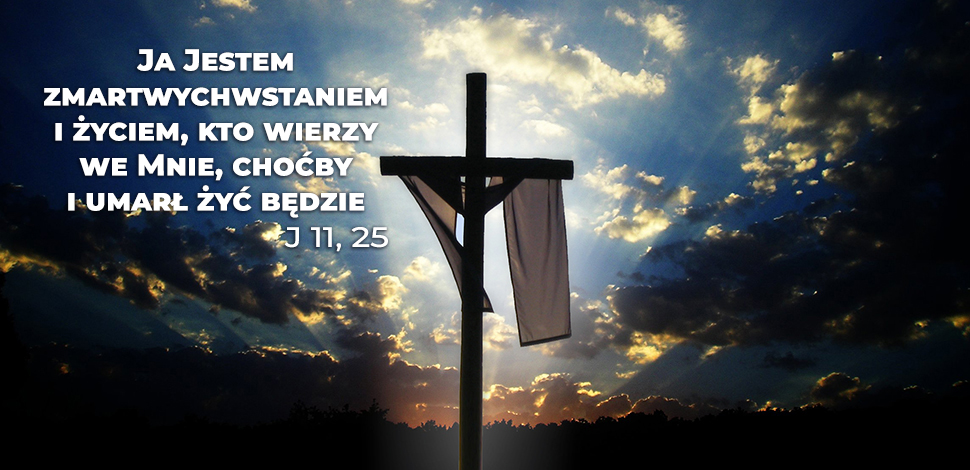 Ja Jestem
zmartwychwstaniem
i życiem, kto wierzy
we Mnie, choćby
i umarł żyć będzie
J 11, 25